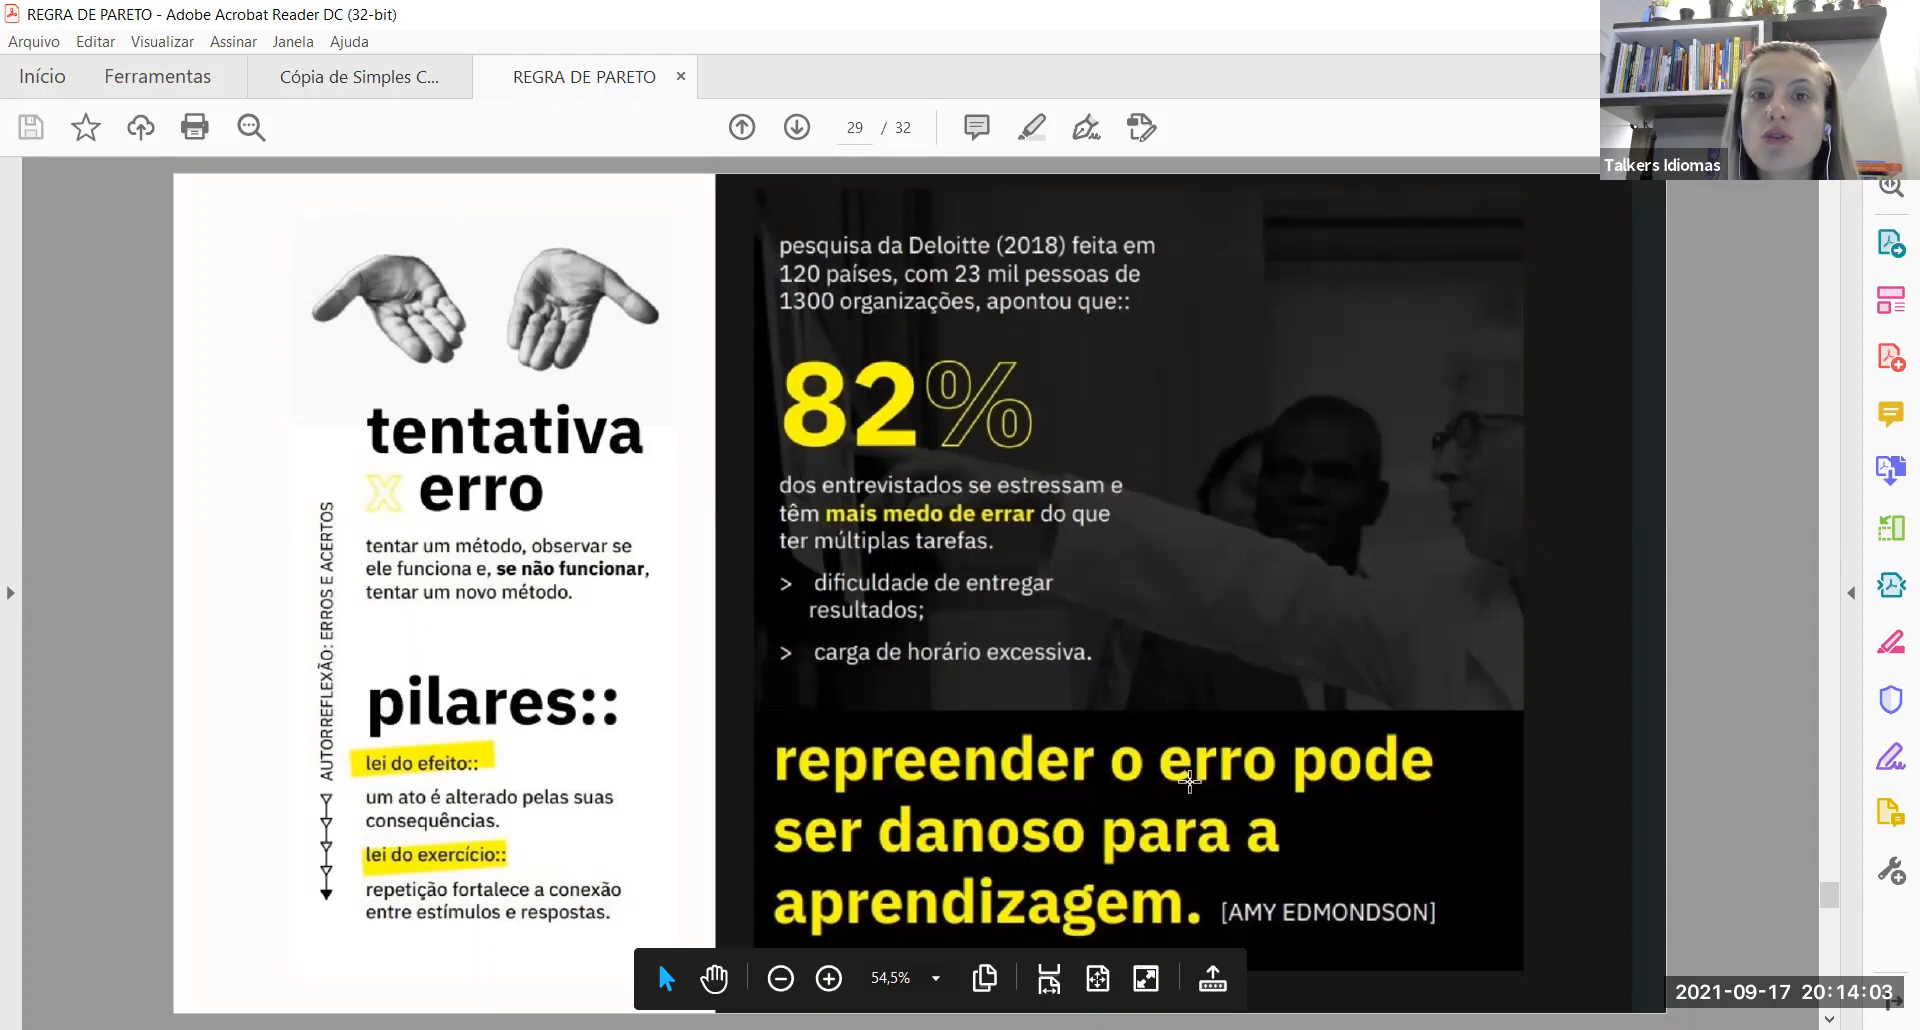 REGRA DE PARETO - Adobe Acrobat Reader DC (32-bit)
Arquivo Editar Visualizar Assinar Janela Ajuda
Início Ferramentas Cópia de Simples C... REGRA DE PARETO ×
29 / 32
Talkers Idiomas
tentativa
x erro
tentar um método, observar se
ele funciona e, se não funcionar,
tentar um novo método.
AUTORREFLEXÃO: ERROS E ACERTOS
pilares::
lei do efeito::
um ato é alterado pelas suas
consequências.
lei do exercício::
repetição fortalece a conexão
entre estímulos e respostas.
pesquisa da Deloitte (2018) feita em
120 países, com 23 mil pessoas de
1300 organizações, apontou que::
82%
dos entrevistados se estressam e
têm mais medo de errar do que
ter múltiplas tarefas.
> dificuldade de entregar
resultados;
> carga de horário excessiva.
repreender o erro pode
ser danoso para a
aprendizagem. [AMY EDMONDSON]
54,5%
2021-09-17 20:14:03